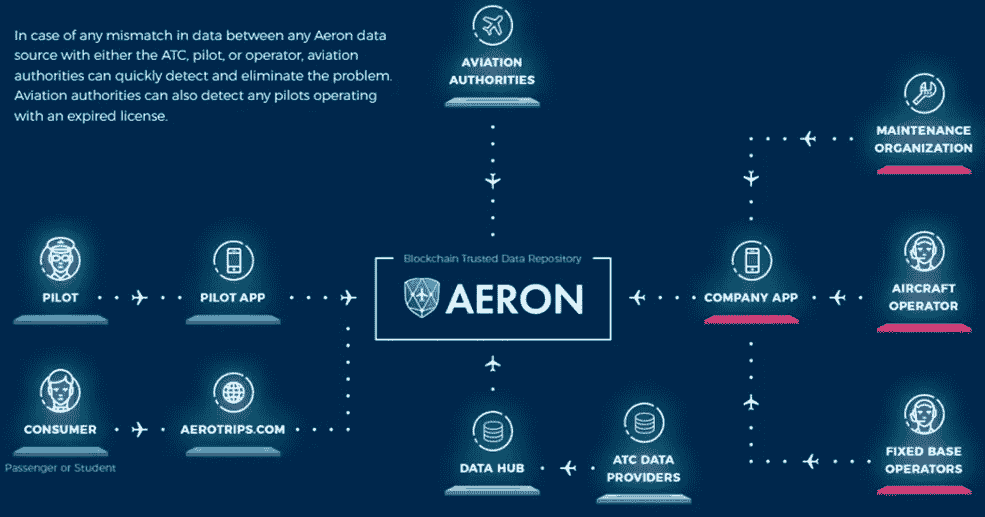 In case of any mismatch in data between any Aeron data
source with either the ATC, pilot, or operator, aviation
authorities can quickly detect and eliminate the problem.
Aviation authorities can also detect any pilots operating
with an expired license.
AVIATION
AUTHORITIES
MAINTENANCE
ORGANIZATION
Blockchain Trusted Data Repository
AERON
PILOT
PILOT APP
COMPANY APP
AIRCRAFT
OPERATOR
CONSUMER
Passenger or Student
AEROTRIPS.COM
DATA HUB
ATC DATA
PROVIDERS
FIXED BASE
OPERATORS